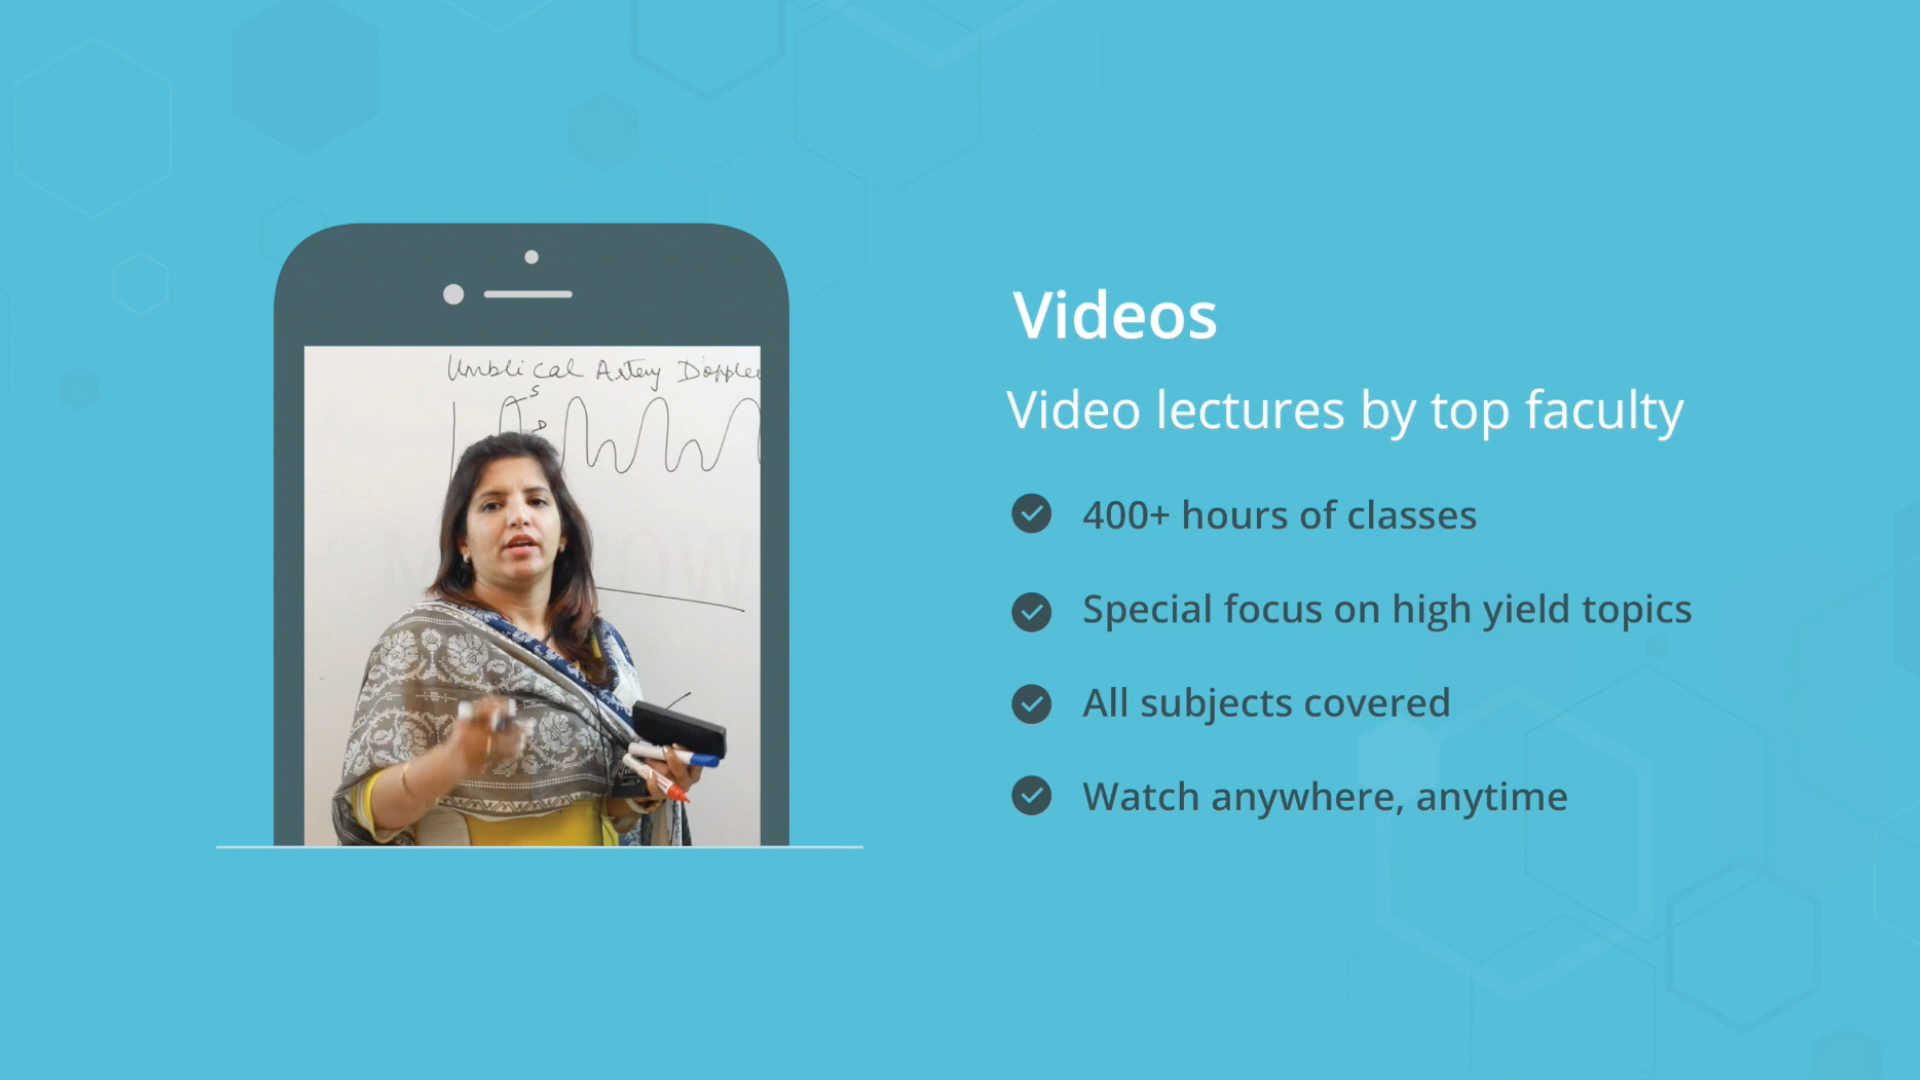 Umblical Artery Doppler
S
D
Videos
Video lectures by top faculty
400+ hours of classes
Special focus on high yield topics
All subjects covered
Watch anywhere, anytime